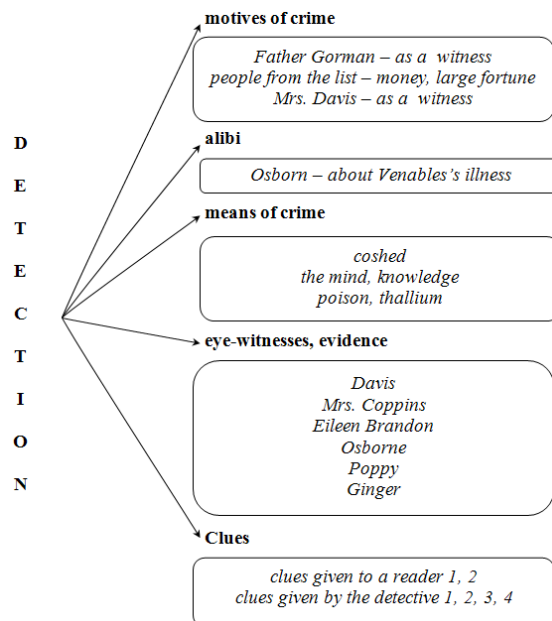 motives of crime
Father Gorman – as a witness
people from the list – money, large fortune
Mrs. Davis – as a witness
D
E
T
E
C
T
I
O
N
alibi
Osborn – about Venables's illness
means of crime
coshed
the mind, knowledge
poison, thallium
eye-witnesses, evidence
Davis
Mrs. Coppins
Eileen Brandon
Osborne
Poppy
Ginger
Clues
clues given to a reader 1, 2
clues given by the detective 1, 2, 3, 4